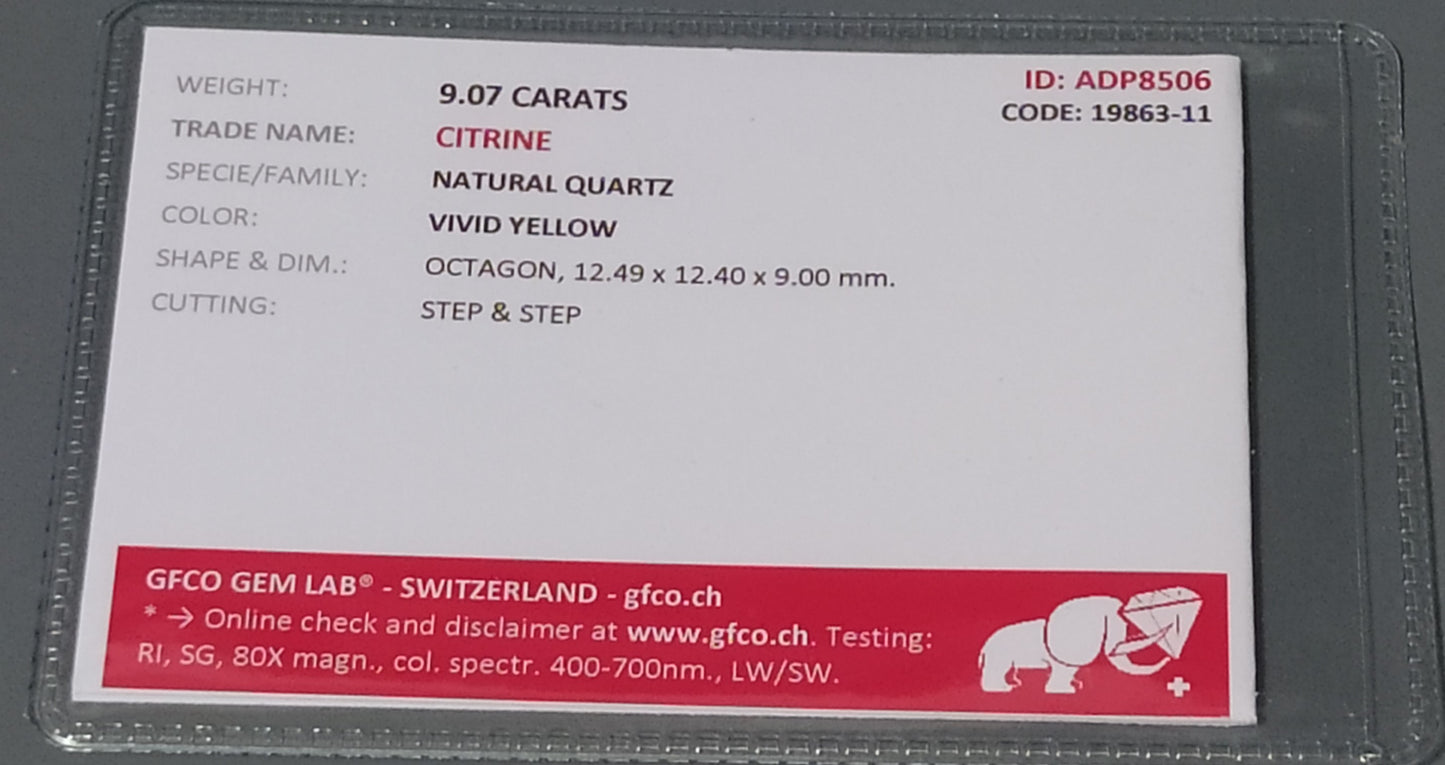 ID: ADP8506
CODE: 19863-11
WEIGHT: 9.07 CARATS
TRADE NAME: CITRINE
SPECIE/FAMILY: NATURAL QUARTZ
COLOR: VIVID YELLOW
SHAPE & DIM.: OCTAGON, 12.49 x 12.40 x 9.00 mm.
CUTTING: STEP & STEP
GFCO GEM LAB® - SWITZERLAND - gfco.ch
* → Online check and disclaimer at www.gfco.ch. Testing:
RI, SG, 80X magn., col. spectr. 400-700nm., LW/SW.